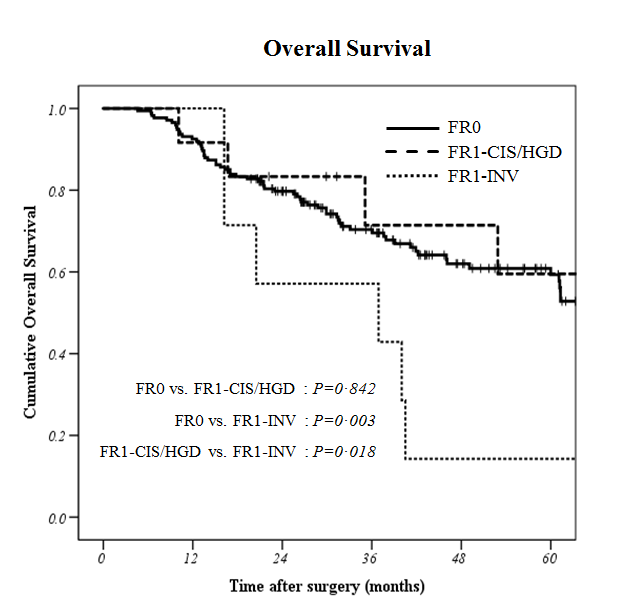 Overall Survival
FR0
FR1-CIS/HGD
FR1-INV
Cumulative Overall Survival
1.0
0.8
0.6
0.4
0.2
0.0
FR0 vs. FR1-CIS/HGD : P=0·842
FR0 vs. FR1-INV : P=0·003
FR1-CIS/HGD vs. FR1-INV : P=0·018
0 12 24 36 48 60
Time after surgery (months)